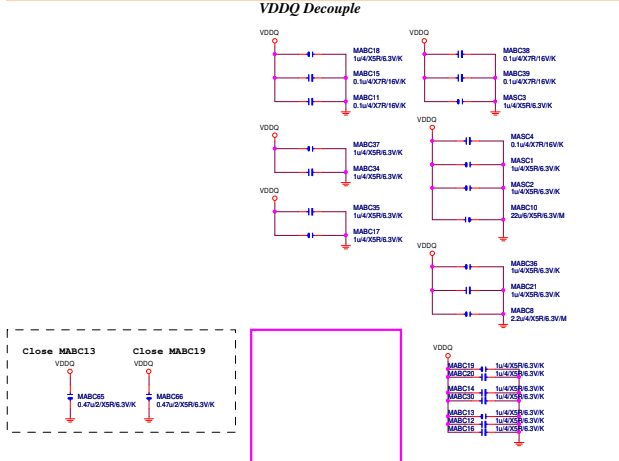 VDDQ Decouple
VDDQ
MABC18
1u/4/X5R/6.3V/K
MABC15
0.1u/4/X7R/16V/K
MABC11
0.1u/4/X7R/16V/K
VDDQ
MABC38
0.1u/4/X7R/16V/K
MABC39
0.1u/4/X7R/16V/K
MASC3
1u/4/X5R/6.3V/K
VDDQ
MABC37
1u/4/X5R/6.3V/K
MABC34
1u/4/X5R/6.3V/K
VDDQ
MASC4
0.1u/4/X7R/16V/K
MASC1
1u/4/X5R/6.3V/K
MASC2
1u/4/X5R/6.3V/K
MABC10
22u/6/X5R/6.3V/M
VDDQ
MABC35
1u/4/X5R/6.3V/K
MABC17
1u/4/X5R/6.3V/K
VDDQ
MABC36
1u/4/X5R/6.3V/K
MABC21
1u/4/X5R/6.3V/K
MABC8
2.2u/4/X5R/6.3V/M
Close MABC13
VDDQ
MABC65
0.47u/2/X5R/6.3V/K
Close MABC19
VDDQ
MABC66
0.47u/2/X5R/6.3V/K
VDDQ
MABC19 1u/4/X5R/6.3V/K
MABC20 1u/4/X5R/6.3V/K
MABC14 1u/4/X5R/6.3V/K
MABC30 1u/4/X5R/6.3V/K
MABC13 1u/4/X5R/6.3V/K
MABC12 1u/4/X5R/6.3V/K
MABC16 1u/4/X5R/6.3V/K